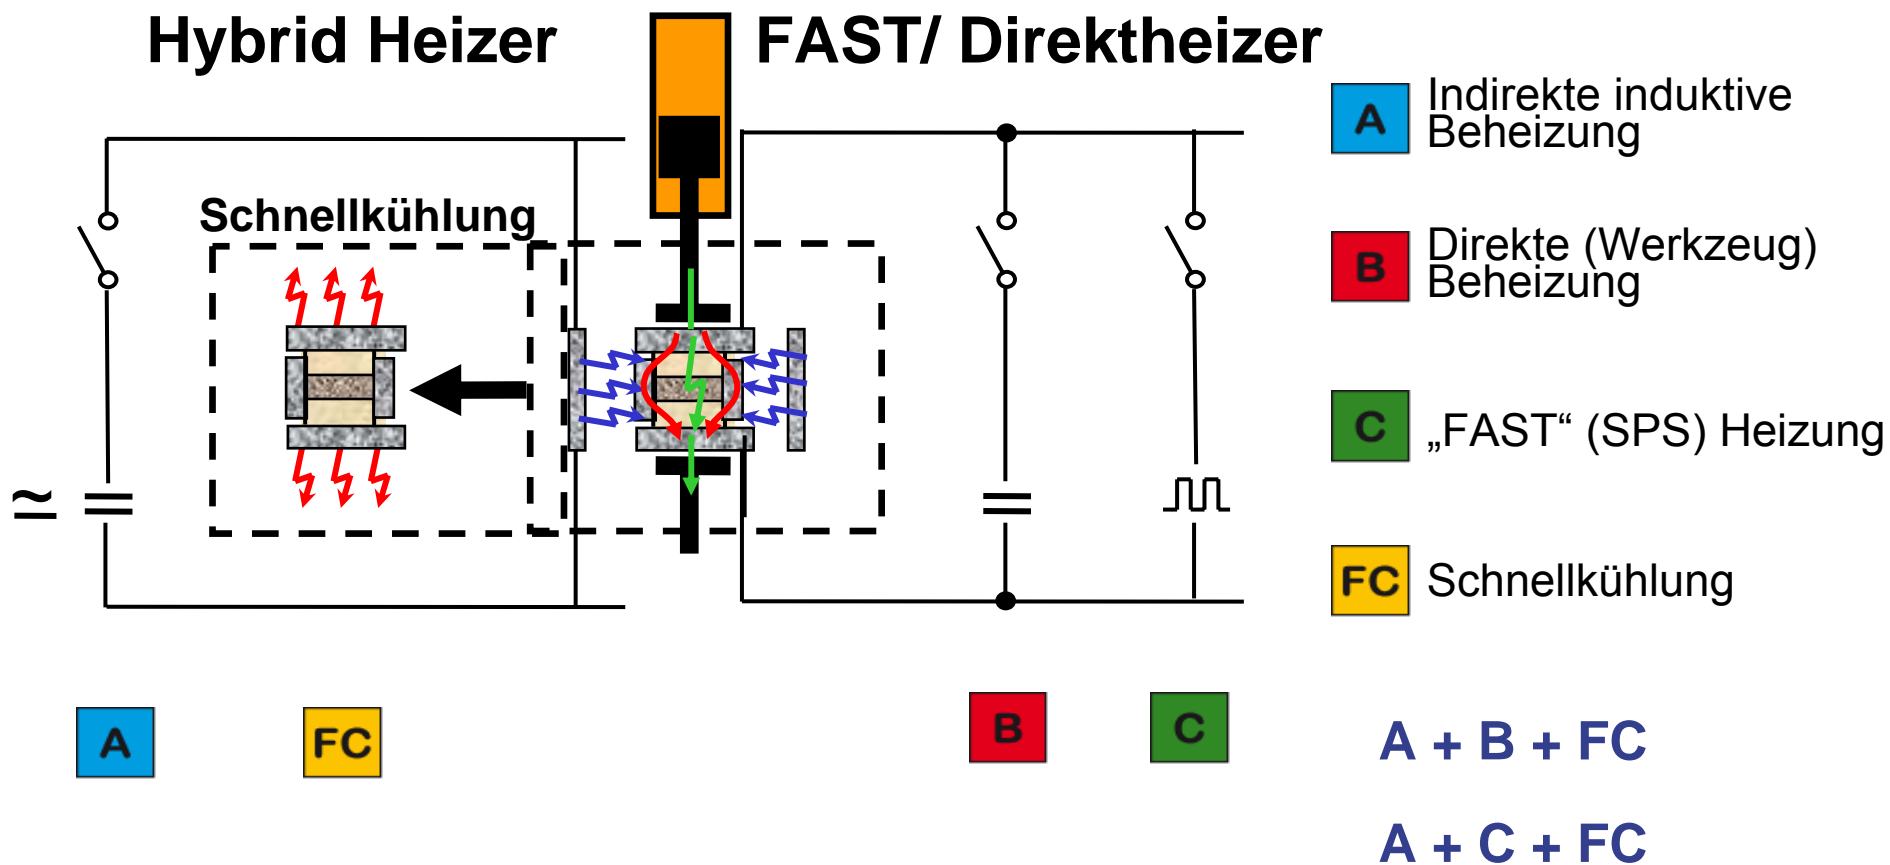 Hybrid Heizer
FAST/ Direktheizer
Schnellkühlung
A
Indirekte induktive
Beheizung
B
Direkte (Werkzeug)
Beheizung
C
„FAST“ (SPS) Heizung
FC
Schnellkühlung
A
FC
B
C
A + B + FC
A + C + FC